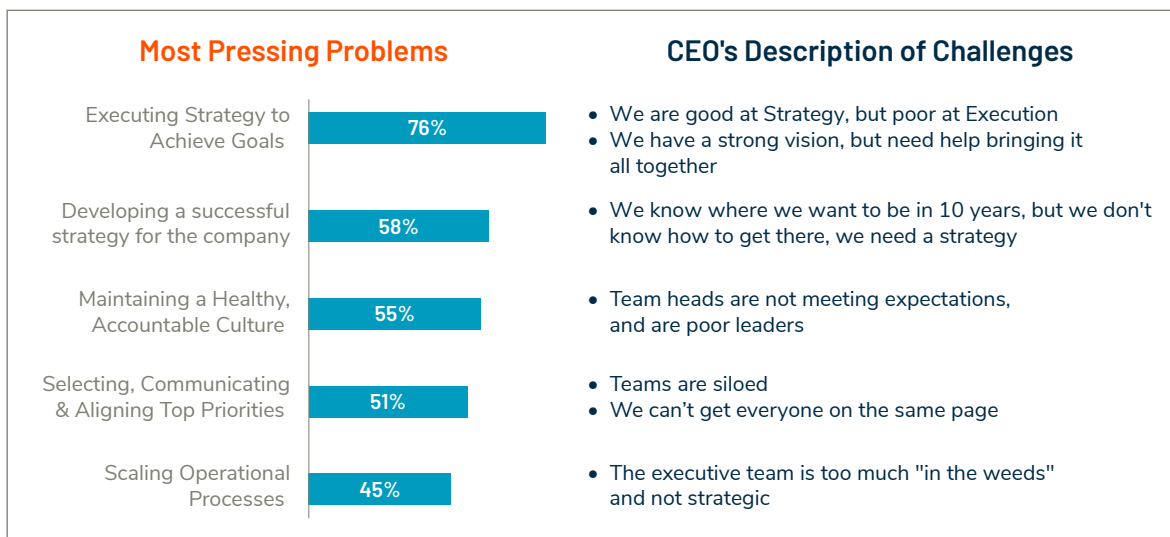 Most Pressing Problems
CEO's Description of Challenges
Executing Strategy to
Achieve Goals
76%
• We are good at Strategy, but poor at Execution
• We have a strong vision, but need help bringing it
all together
Developing a successful
strategy for the company
58%
• We know where we want to be in 10 years, but we don't
know how to get there, we need a strategy
Maintaining a Healthy,
Accountable Culture
55%
• Team heads are not meeting expectations,
and are poor leaders
Selecting, Communicating
& Aligning Top Priorities
51%
• Teams are siloed
• We can’t get everyone on the same page
Scaling Operational
Processes
45%
• The executive team is too much "in the weeds"
and not strategic